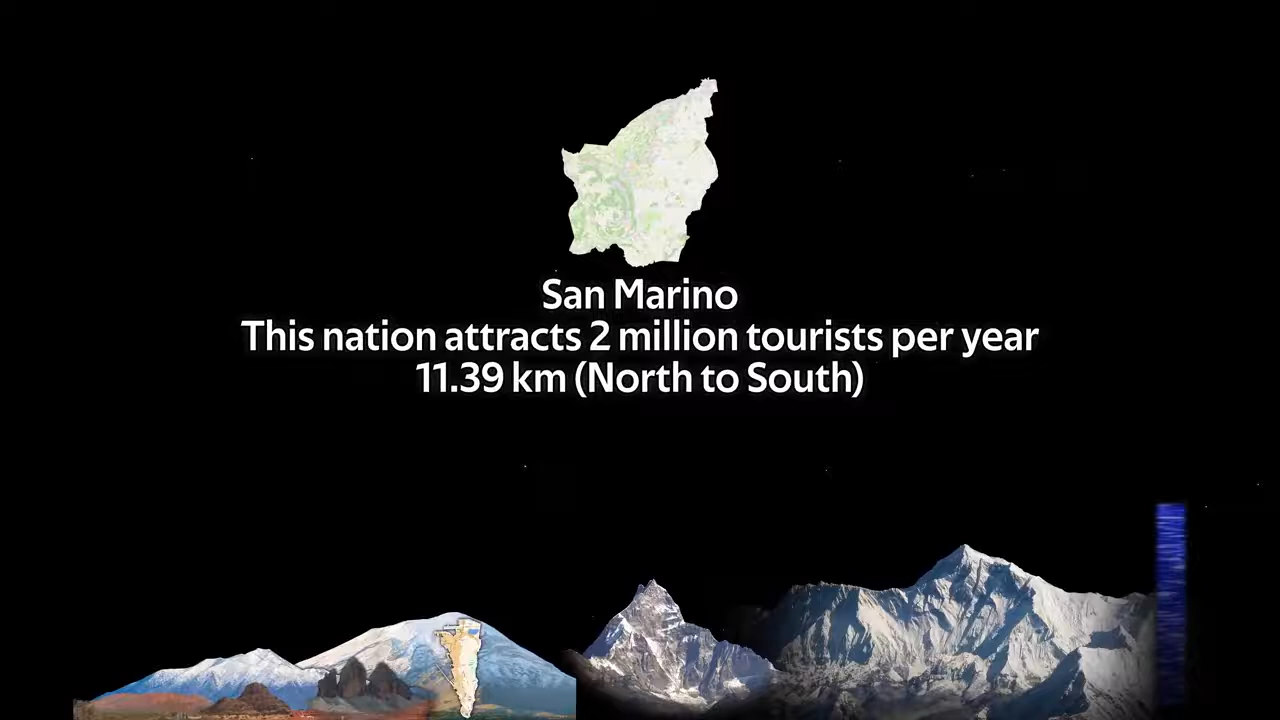 San Marino
This nation attracts 2 million tourists per year
11.39 km (North to South)